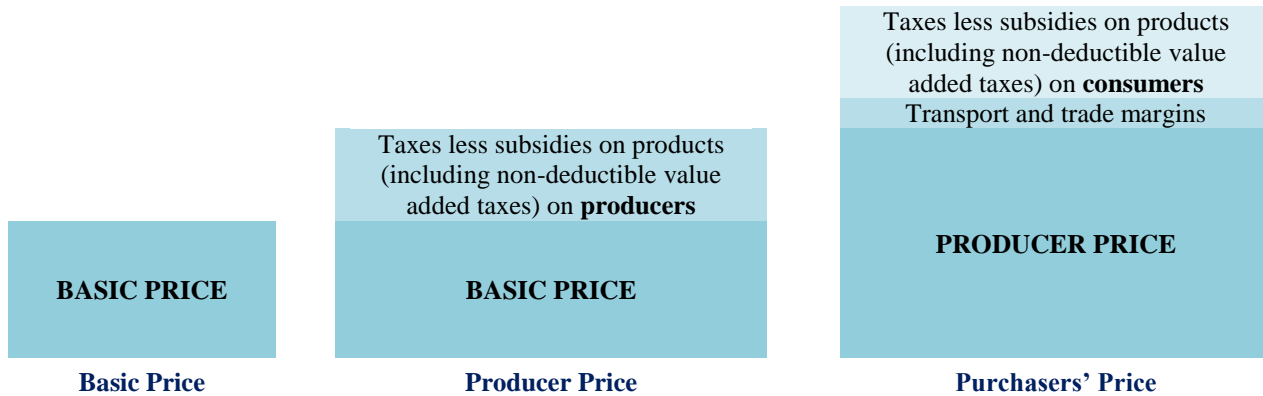 BASIC PRICE
Basic Price
Taxes less subsidies on products
(including non-deductible value
added taxes) on producers
BASIC PRICE
Producer Price
Taxes less subsidies on products
(including non-deductible value
added taxes) on consumers
Transport and trade margins
PRODUCER PRICE
Purchasers’ Price